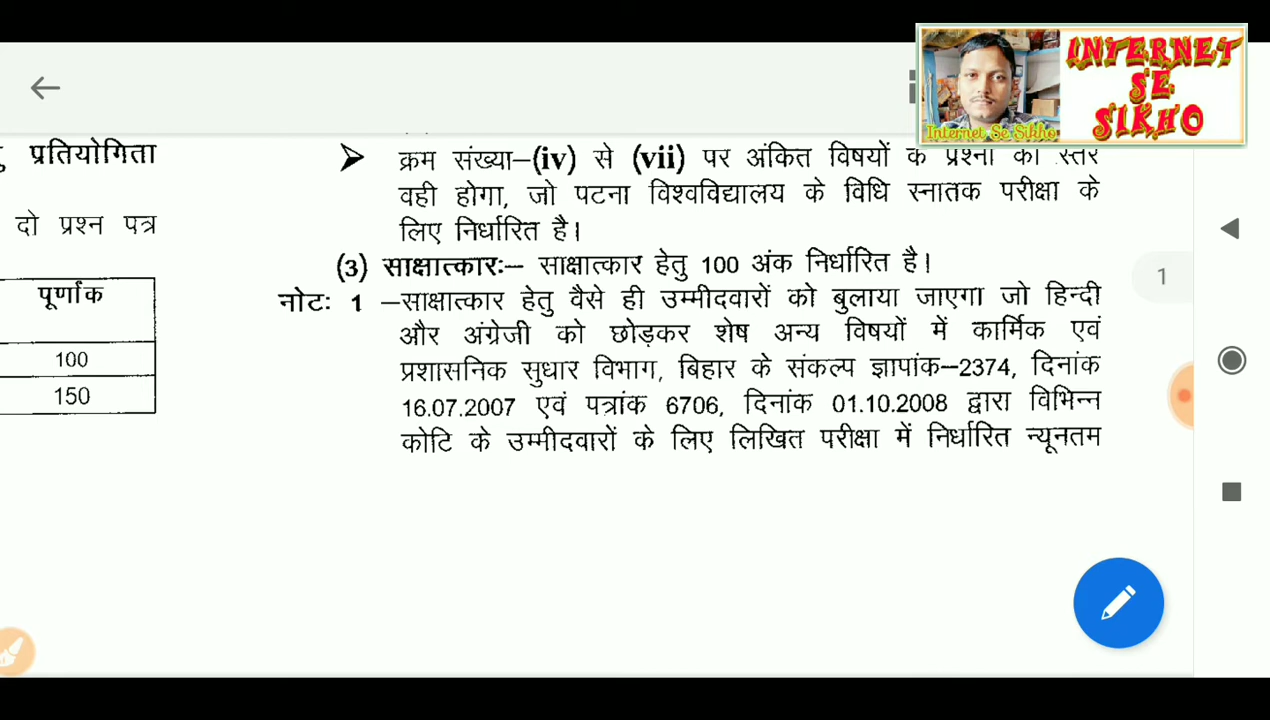 INTERNET
SE
SIKHO
Internet Se Sikho
प्रतियोगिता
दो प्रश्न पत्र
पूर्णांक
100
150
➤ क्रम संख्या–(iv) से (vii) पर अंकित विषयों के प्रश्नों का स्तर
वही होगा, जो पटना विश्वविद्यालय के विधि स्नातक परीक्षा के
लिए निर्धारित है।
(3) साक्षात्कारः– साक्षात्कार हेतु 100 अंक निर्धारित है।
नोटः 1 –साक्षात्कार हेतु वैसे ही उम्मीदवारों को बुलाया जाएगा जो हिन्दी
और अंग्रेजी को छोड़कर शेष अन्य विषयों में कार्मिक एवं
प्रशासनिक सुधार विभाग, बिहार के संकल्प ज्ञापांक–2374, दिनांक
16.07.2007 एवं पत्रांक 6706, दिनांक 01.10.2008 द्वारा विभिन्न
कोटि के उम्मीदवारों के लिए लिखित परीक्षा में निर्धारित न्यूनतम
1